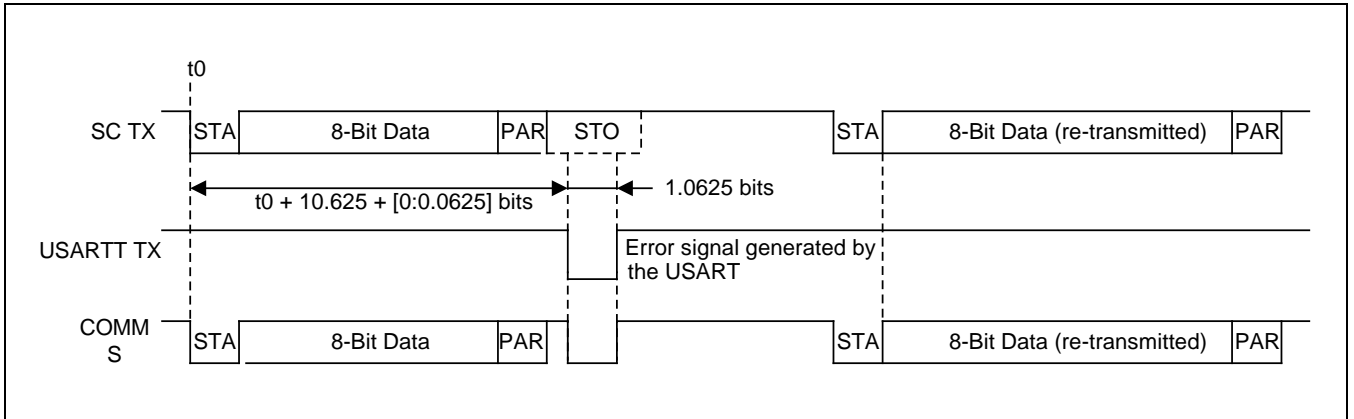 t0
SC TX STA 8-Bit Data PAR STO STA 8-Bit Data (re-transmitted) PAR
t0 + 10.625 + [0:0.0625] bits
1.0625 bits
USARTT TX
Error signal generated by
the USART
COMM
S
STA 8-Bit Data PAR STA 8-Bit Data (re-transmitted) PAR